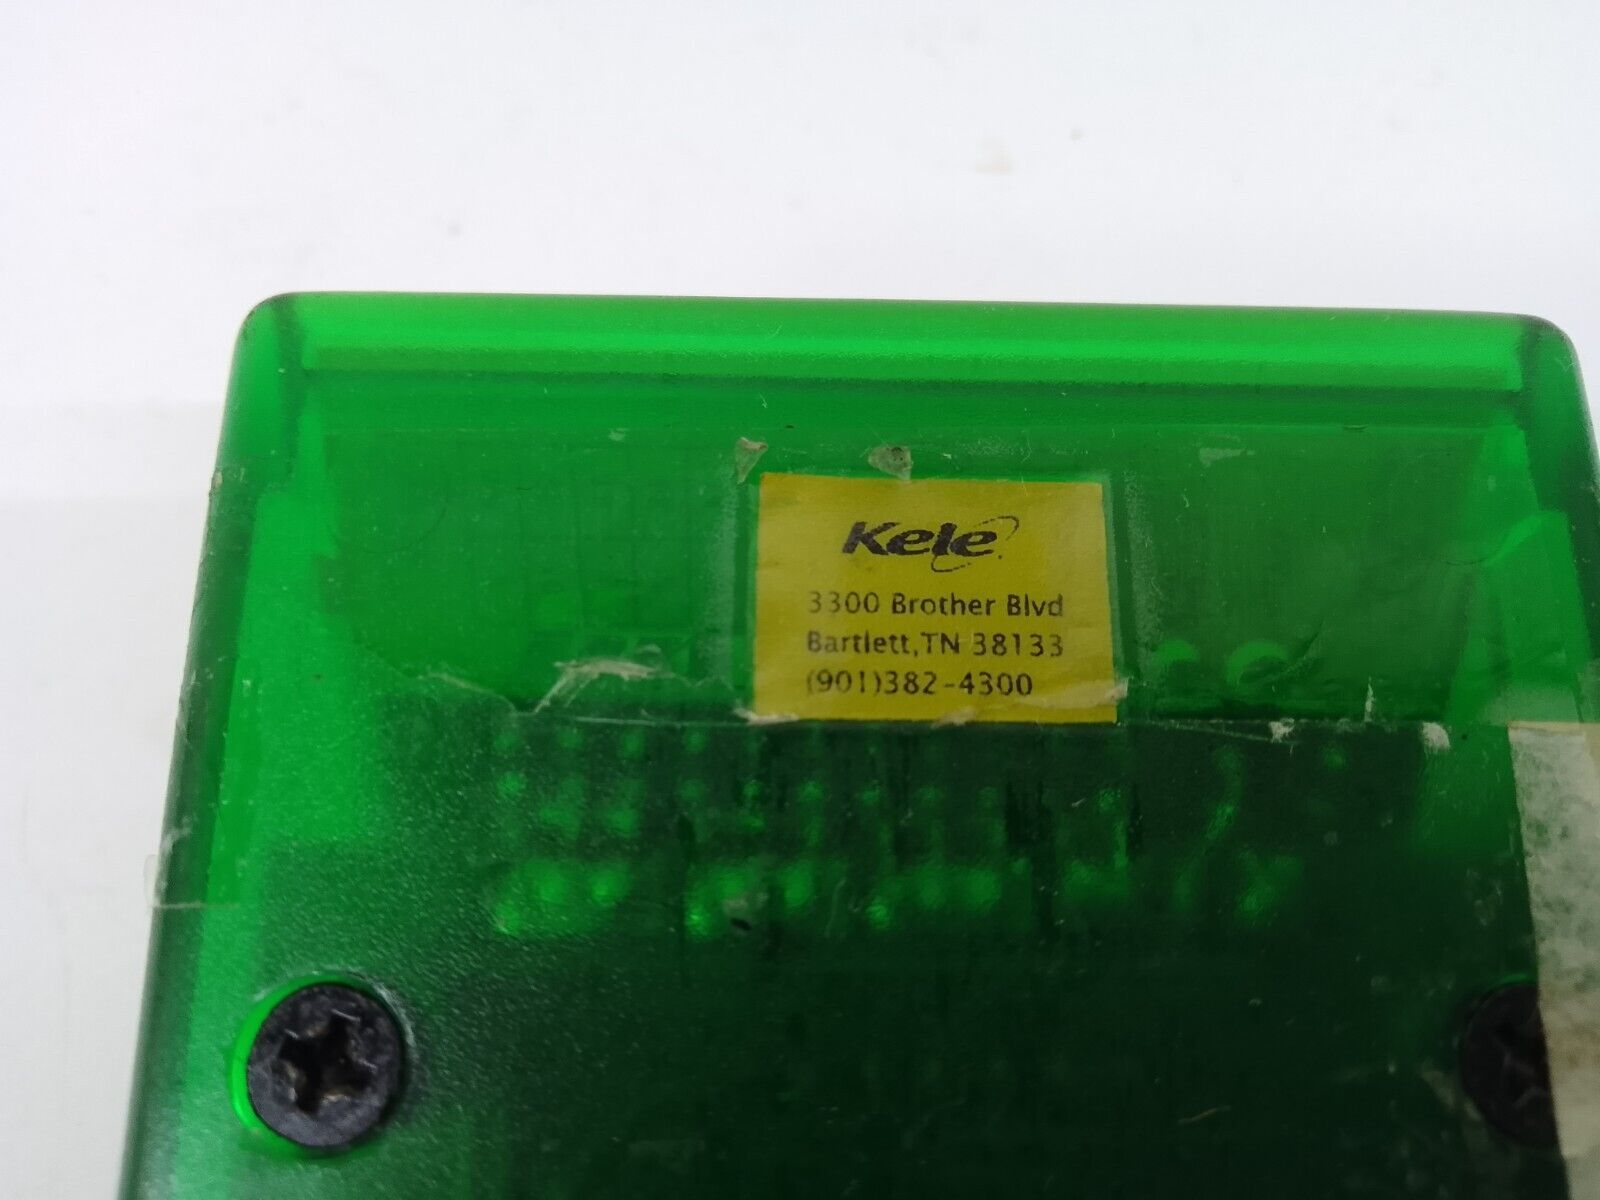 Kele
3300 Brother Blvd
Bartlett, TN 38133
(901)382-4300